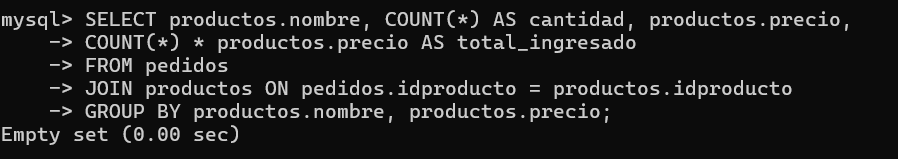 mysql> SELECT productos.nombre, COUNT(*) AS cantidad, productos.precio,
    -> COUNT(*) * productos.precio AS total_ingresado
    -> FROM pedidos
    -> JOIN productos ON pedidos.idproducto = productos.idproducto
    -> GROUP BY productos.nombre, productos.precio;
Empty set (0.00 sec)